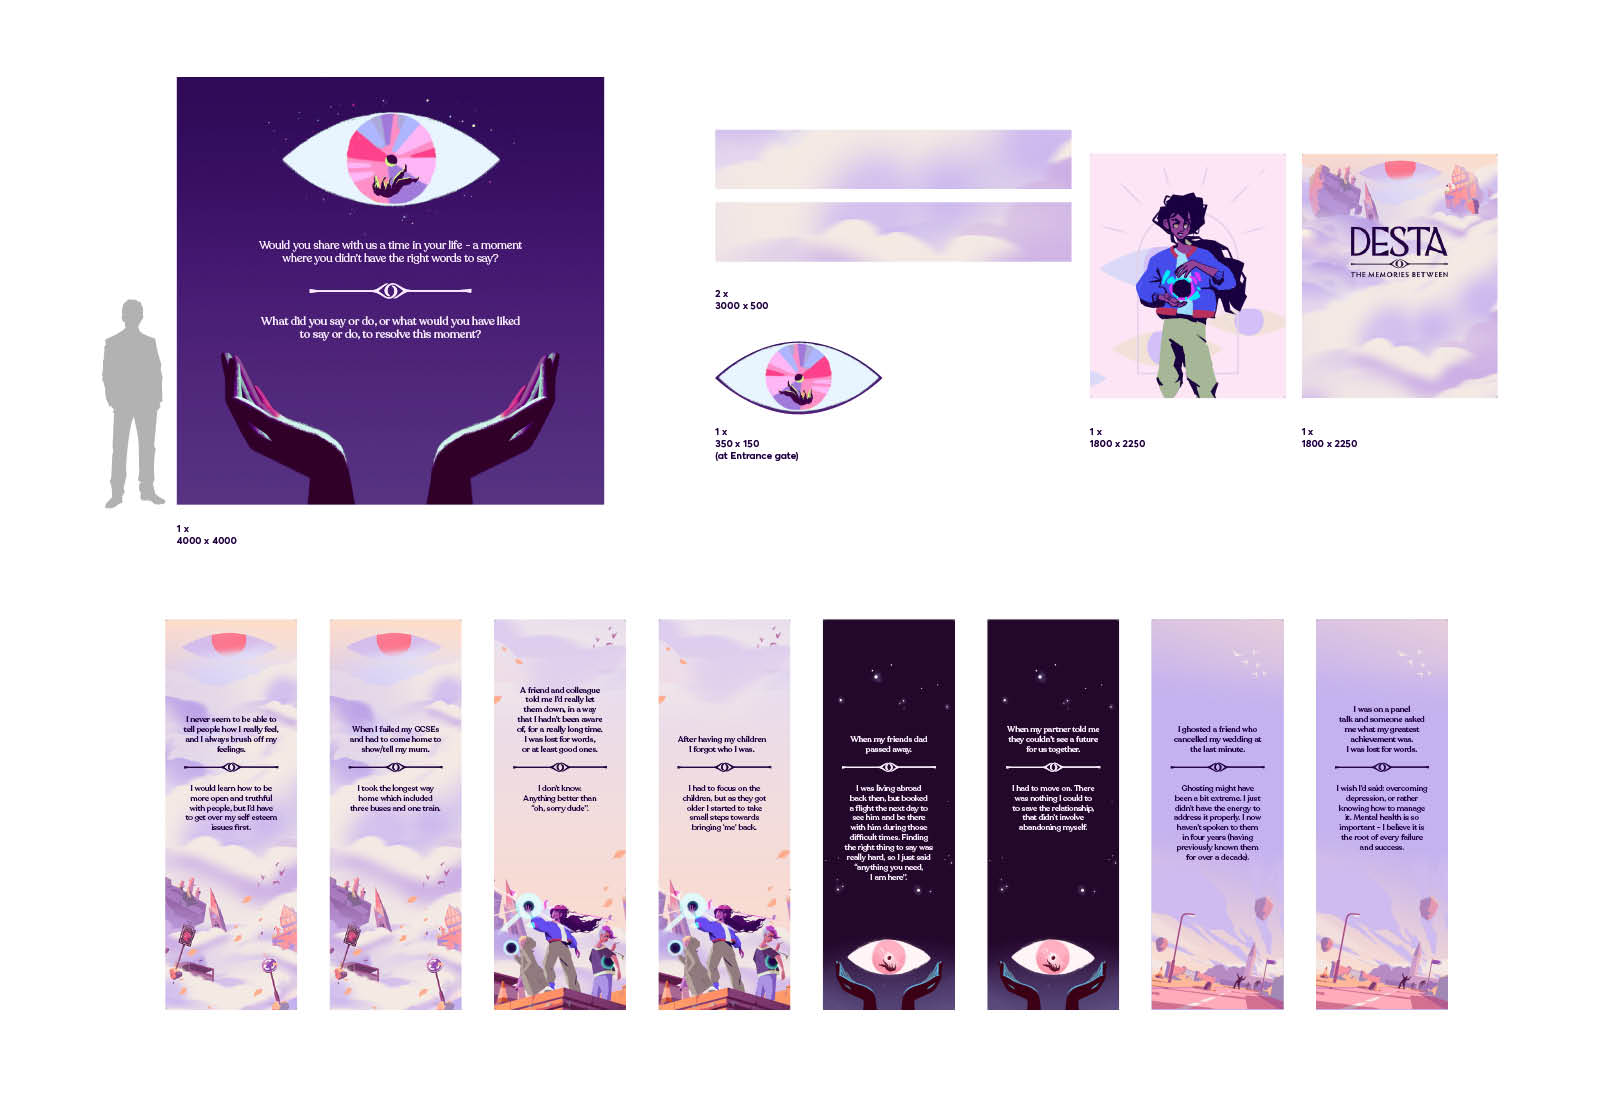 Would you share with us a time in your life - a moment
where you didn't have the right words to say?
What did you say or do, or what would you have liked
to say or do, to resolve this moment?
1 x
4000 x 4000
2 x
3000 x 500
1 x
350 x 150
(at Entrance gate)
1 x
1800 x 2250
DESTA
THE MEMORIES BETWEEN
1 x
1800 x 2250
I never seem to be able to
tell people how I really feel,
and I always brush off my
feelings.
I would learn how to be
more open and truthful
with people, but I'd have
to get over my self esteem
issues first.
When I failed my GCSEs
and had to come home to
show/tell my mum.
I took the longest way
home which included
three buses and one train.
A friend and colleague
told me I'd really let
them down, in a way
that I hadn't been aware
of, for a really long time.
I was lost for words,
or at least good ones.
I don't know.
Anything better than
"oh, sorry dude".
After having my children
I forgot who I was.
I had to focus on the
children, but as they got
older I started to take
small steps towards
bringing 'me' back.
When my friends dad
passed away.
I was living abroad
back then, but booked
a flight the next day to
see him and be there
with him during those
difficult times. Finding
the right thing to say was
really hard, so I just said
"anything you need,
I am here".
When my partner told me
they couldn't see a future
for us together.
I had to move on. There
was nothing I could to
to save the relationship,
that didn't involve
abandoning myself.
I ghosted a friend who
cancelled my wedding at
the last minute.
Ghosting might have
been a bit extreme. I just
didn't have the energy to
address it properly. I now
haven't spoken to them
in four years (having
previously known them
for over a decade).
I was on a panel
talk and someone asked
me what my greatest
achievement was.
I was lost for words.
I wish I'd said: overcoming
depression, or rather
knowing how to manage
it. Mental health is so
important - I believe it is
the root of every failure
and success.